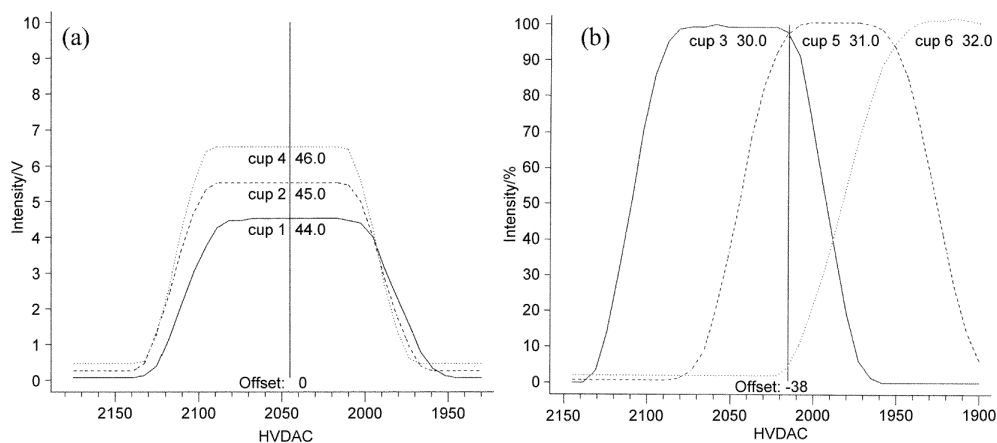 (a)
10
9
8
7
6
5
4
3
2
1
0
Intensity/V
cup 4 46.0
cup 2 45.0
cup 1 44.0
Offset: 0
2150 2100 2050 2000 1950
HVDAC
(b)
100
90
80
70
60
50
40
30
20
10
0
Intensity/%
cup 3 30.0 cup 5 31.0 cup 6 32.0
Offset: -38
2150 2100 2050 2000 1950 1900
HVDAC